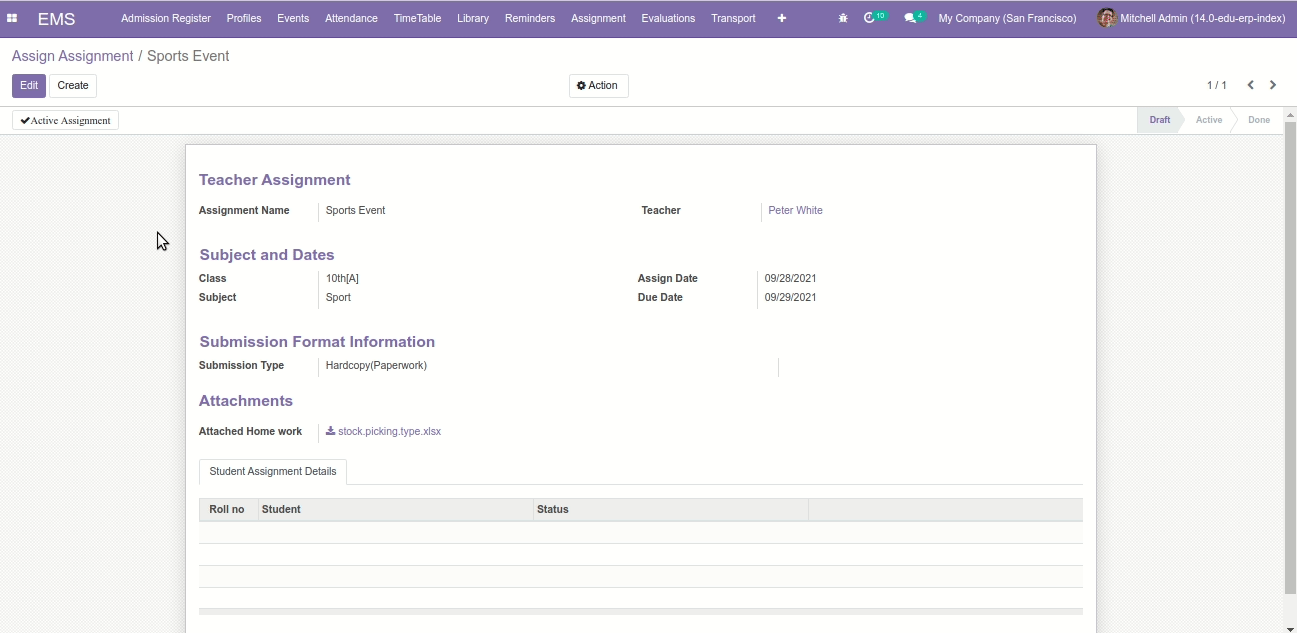 EMS Admission Register Profiles Events Attendance TimeTable Library Reminders Assignment Evaluations Transport 10 4 My Company (San Francisco) Mitchell Admin (14.0-edu-erp-index)
Assign Assignment / Sports Event
Edit Create Action 1 / 1
Active Assignment Draft Active Done
Teacher Assignment
Assignment Name Sports Event Teacher Peter White
Subject and Dates
Class 10th[A] Assign Date 09/28/2021
Subject Sport Due Date 09/29/2021
Submission Format Information
Submission Type Hardcopy(Paperwork)
Attachments
Attached Home work stock.picking.type.xlsx
Student Assignment Details
Roll no Student Status